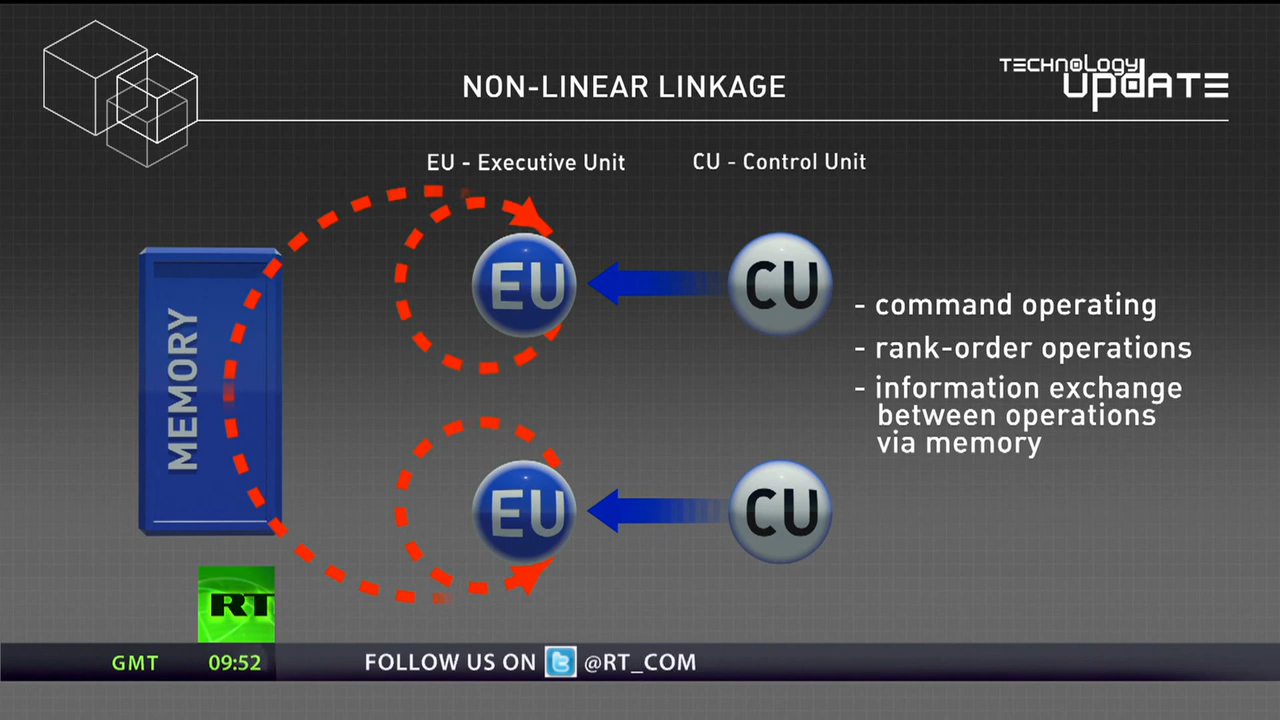 TECHNOLOGY
UPDATE
NON-LINEAR LINKAGE
EU - Executive Unit
CU - Control Unit
MEMORY
EU
CU
EU
CU
- command operating
- rank-order operations
- information exchange
between operations
via memory
RT
GMT 09:52 FOLLOW US ON @RT_COM